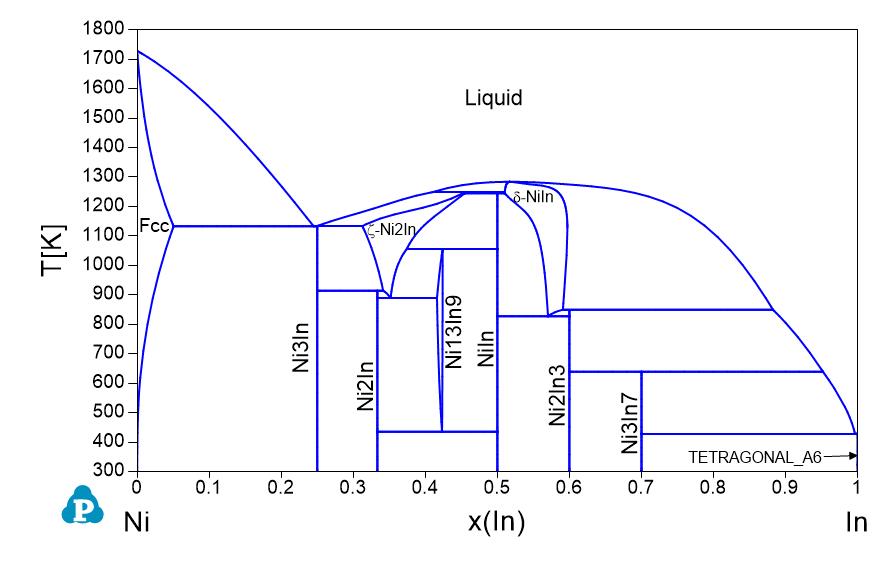 1800
1700
1600
1500
1400
1300
1200
1100
1000
900
800
700
600
500
400
300
T[K]
Liquid
δ-NiIn
Fcc
ζ-Ni2In
Ni3In
Ni2In
Ni13In9
NiIn
Ni2In3
Ni3In7
TETRAGONAL_A6
0 0.1 0.2 0.3 0.4 0.5 0.6 0.7 0.8 0.9 1
P
Ni x(In) In